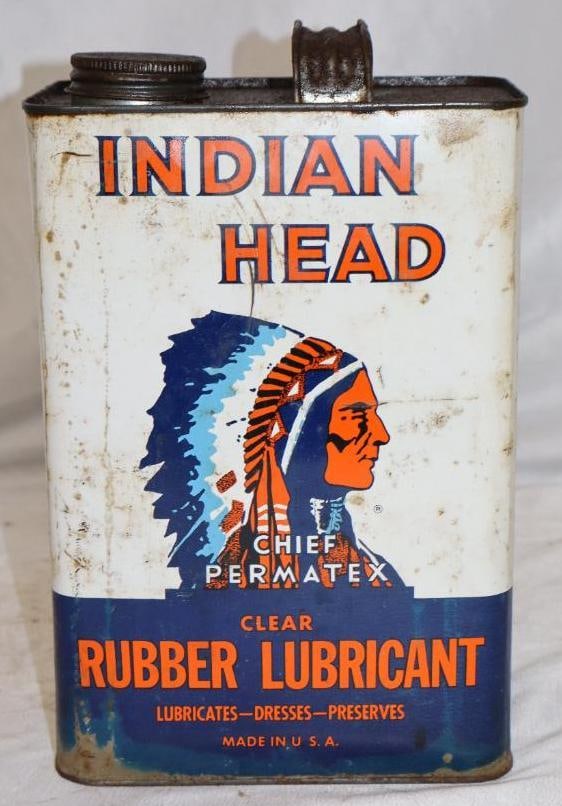 INDIAN
HEAD
®
CHIEF
PERMATEX
CLEAR
RUBBER LUBRICANT
LUBRICATES—DRESSES—PRESERVES
MADE IN U. S. A.